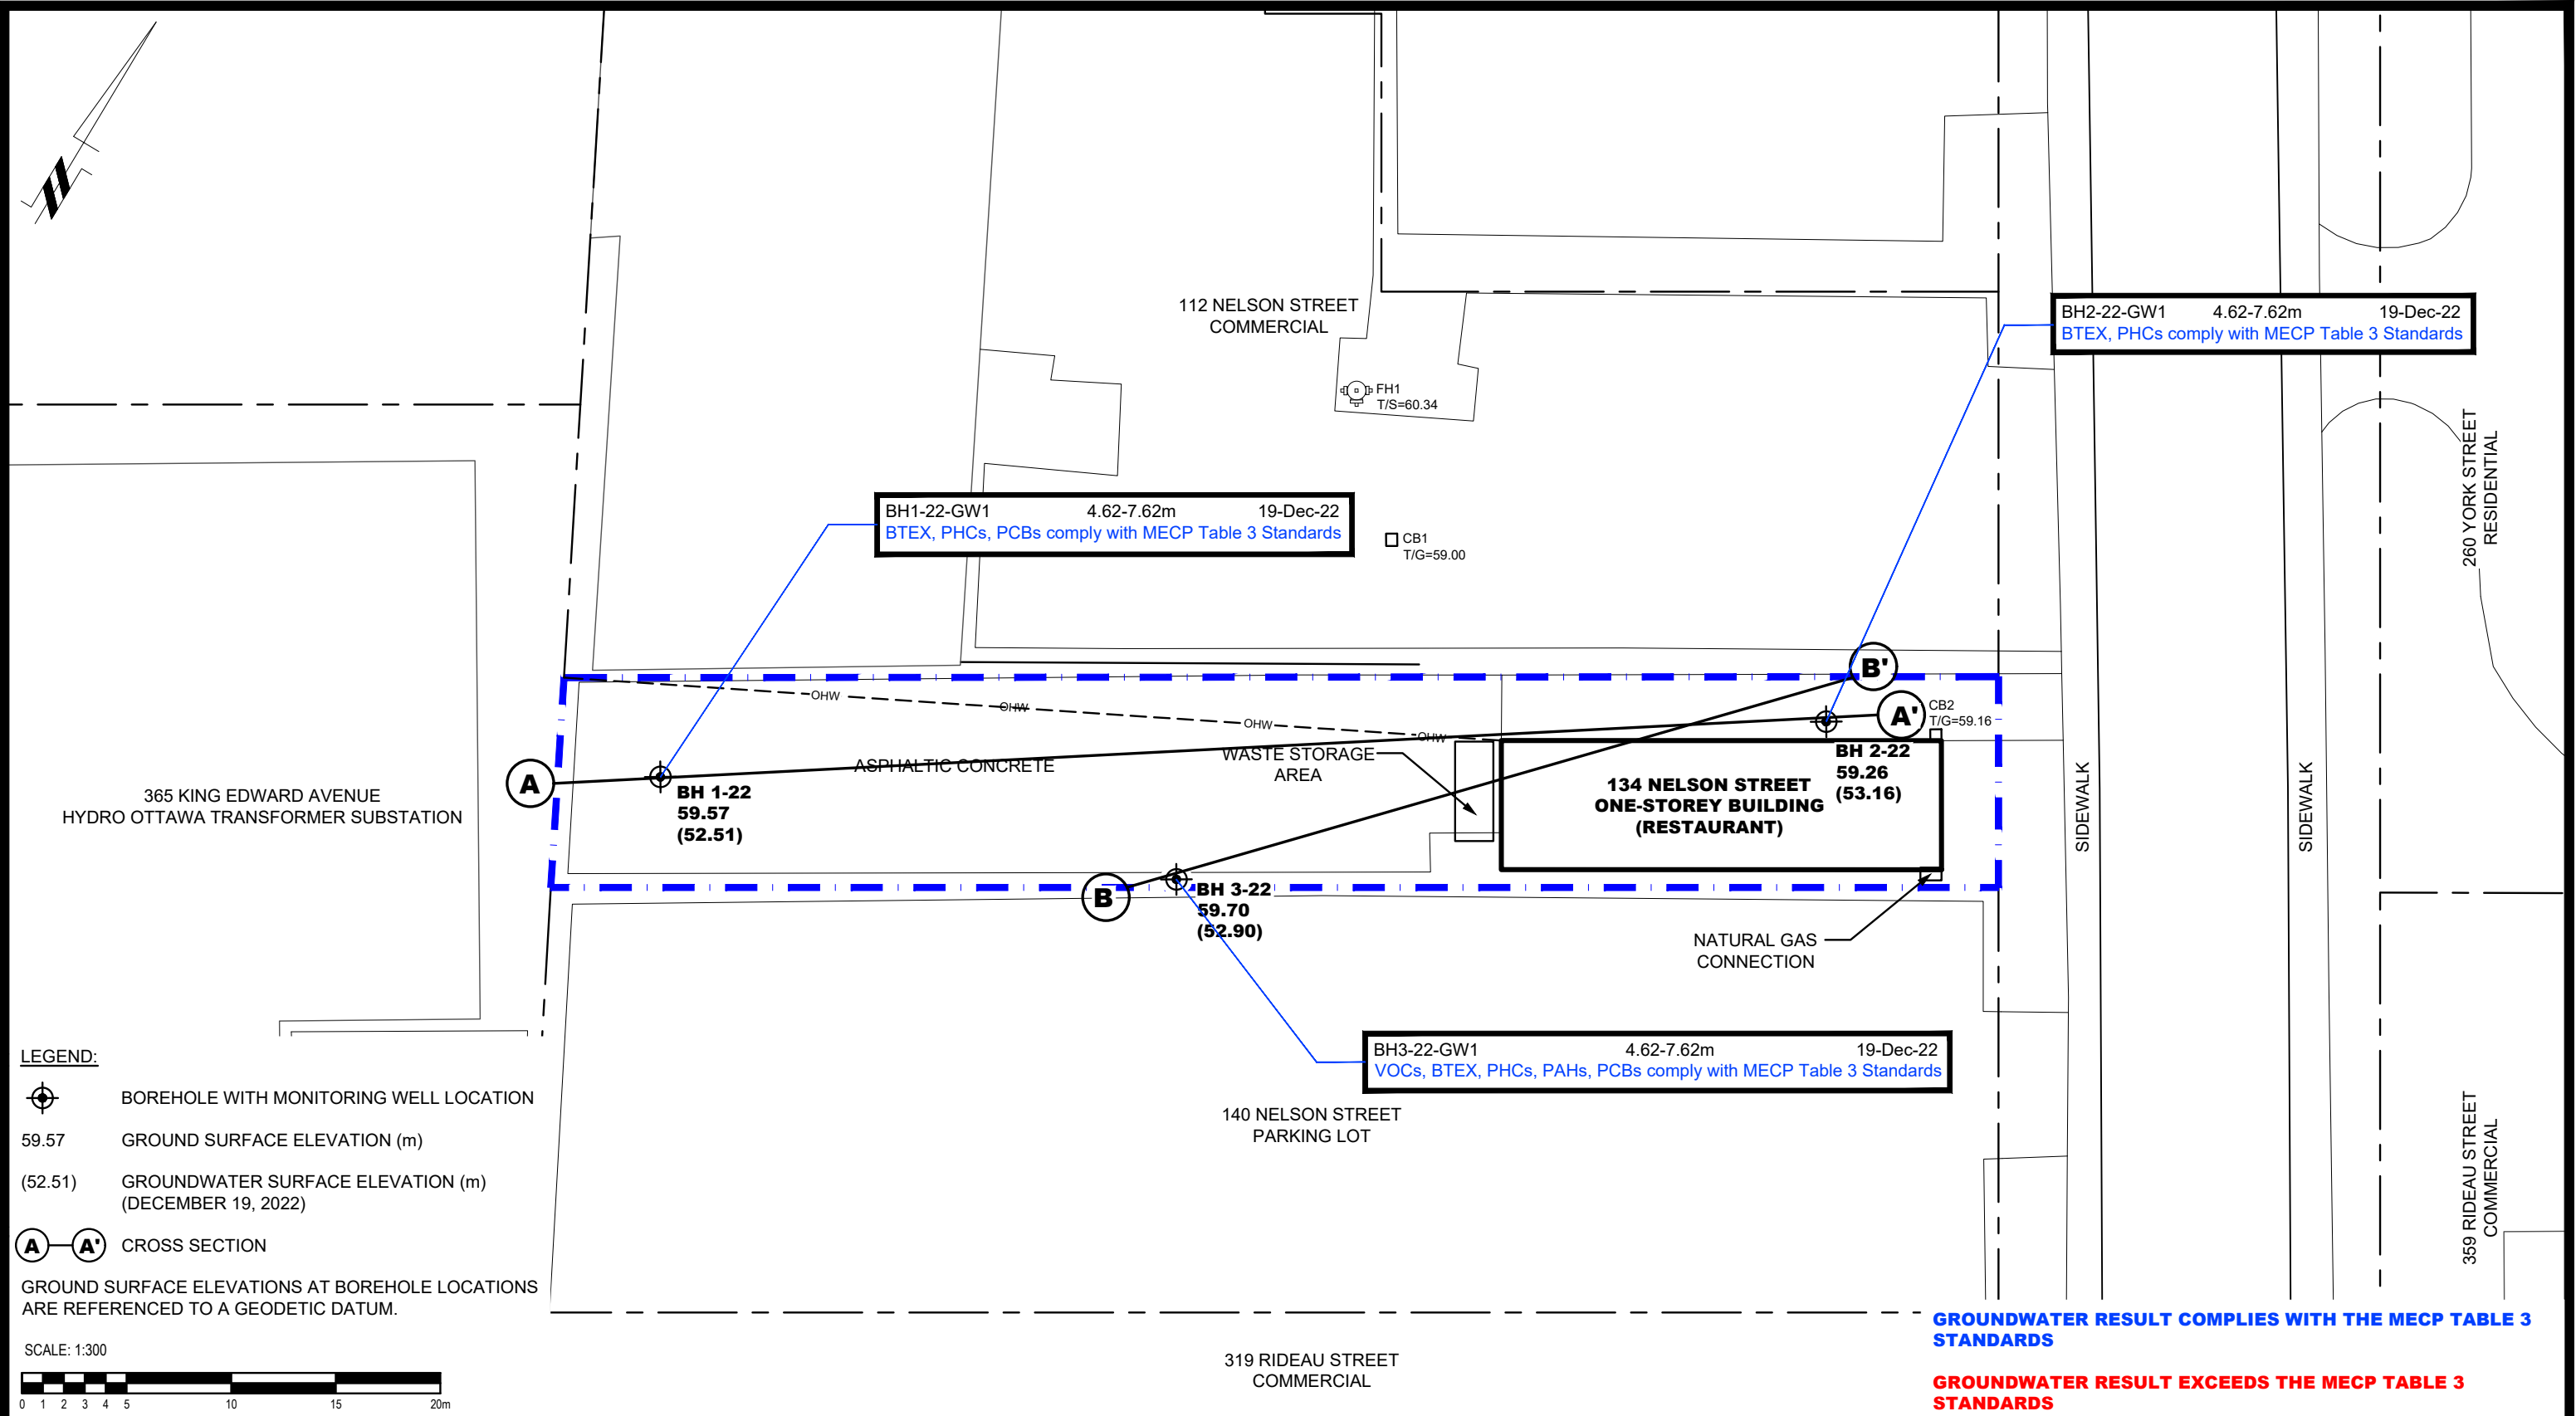 112 NELSON STREET
COMMERCIAL
BH2-22-GW1 4.62-7.62m 19-Dec-22
BTEX, PHCs comply with MECP Table 3 Standards
FH1
T/S=60.34
260 YORK STREET
RESIDENTIAL
BH1-22-GW1 4.62-7.62m 19-Dec-22
BTEX, PHCs, PCBs comply with MECP Table 3 Standards
CB1
T/G=59.00
B'
OHW
OHW
OHW
OHW
A'
CB2
T/G=59.16
A
ASPHALTIC CONCRETE
WASTE STORAGE
AREA
BH 1-22
59.57
(52.51)
BH 2-22
59.26
(53.16)
134 NELSON STREET
ONE-STOREY BUILDING
(RESTAURANT)
365 KING EDWARD AVENUE
HYDRO OTTAWA TRANSFORMER SUBSTATION
SIDEWALK
SIDEWALK
B
BH 3-22
59.70
(52.90)
NATURAL GAS
CONNECTION
BH3-22-GW1 4.62-7.62m 19-Dec-22
VOCs, BTEX, PHCs, PAHs, PCBs comply with MECP Table 3 Standards
140 NELSON STREET
PARKING LOT
359 RIDEAU STREET
COMMERCIAL
LEGEND:
BOREHOLE WITH MONITORING WELL LOCATION
59.57 GROUND SURFACE ELEVATION (m)
(52.51) GROUNDWATER SURFACE ELEVATION (m)
(DECEMBER 19, 2022)
A A' CROSS SECTION
GROUND SURFACE ELEVATIONS AT BOREHOLE LOCATIONS
ARE REFERENCED TO A GEODETIC DATUM.
SCALE: 1:300
0 1 2 3 4 5 10 15 20m
319 RIDEAU STREET
COMMERCIAL
GROUNDWATER RESULT COMPLIES WITH THE MECP TABLE 3
STANDARDS
GROUNDWATER RESULT EXCEEDS THE MECP TABLE 3
STANDARDS